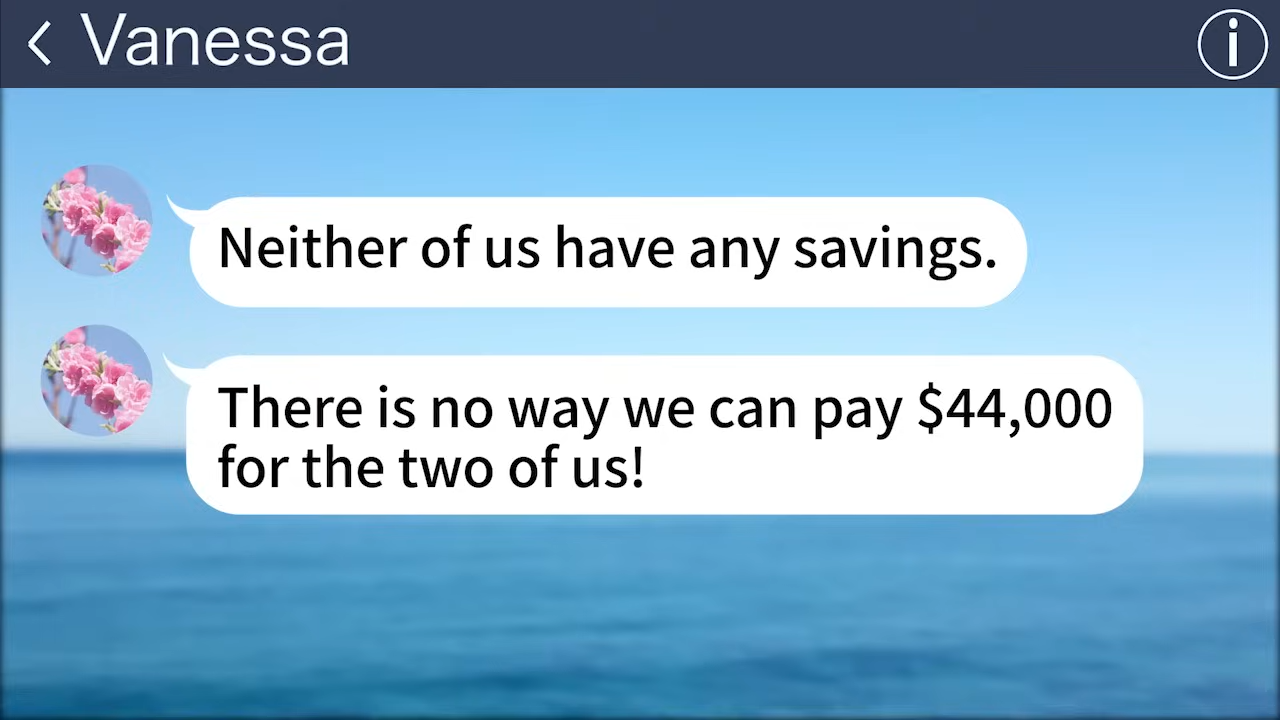 Vanessa
Neither of us have any savings.
There is no way we can pay $44,000
for the two of us!